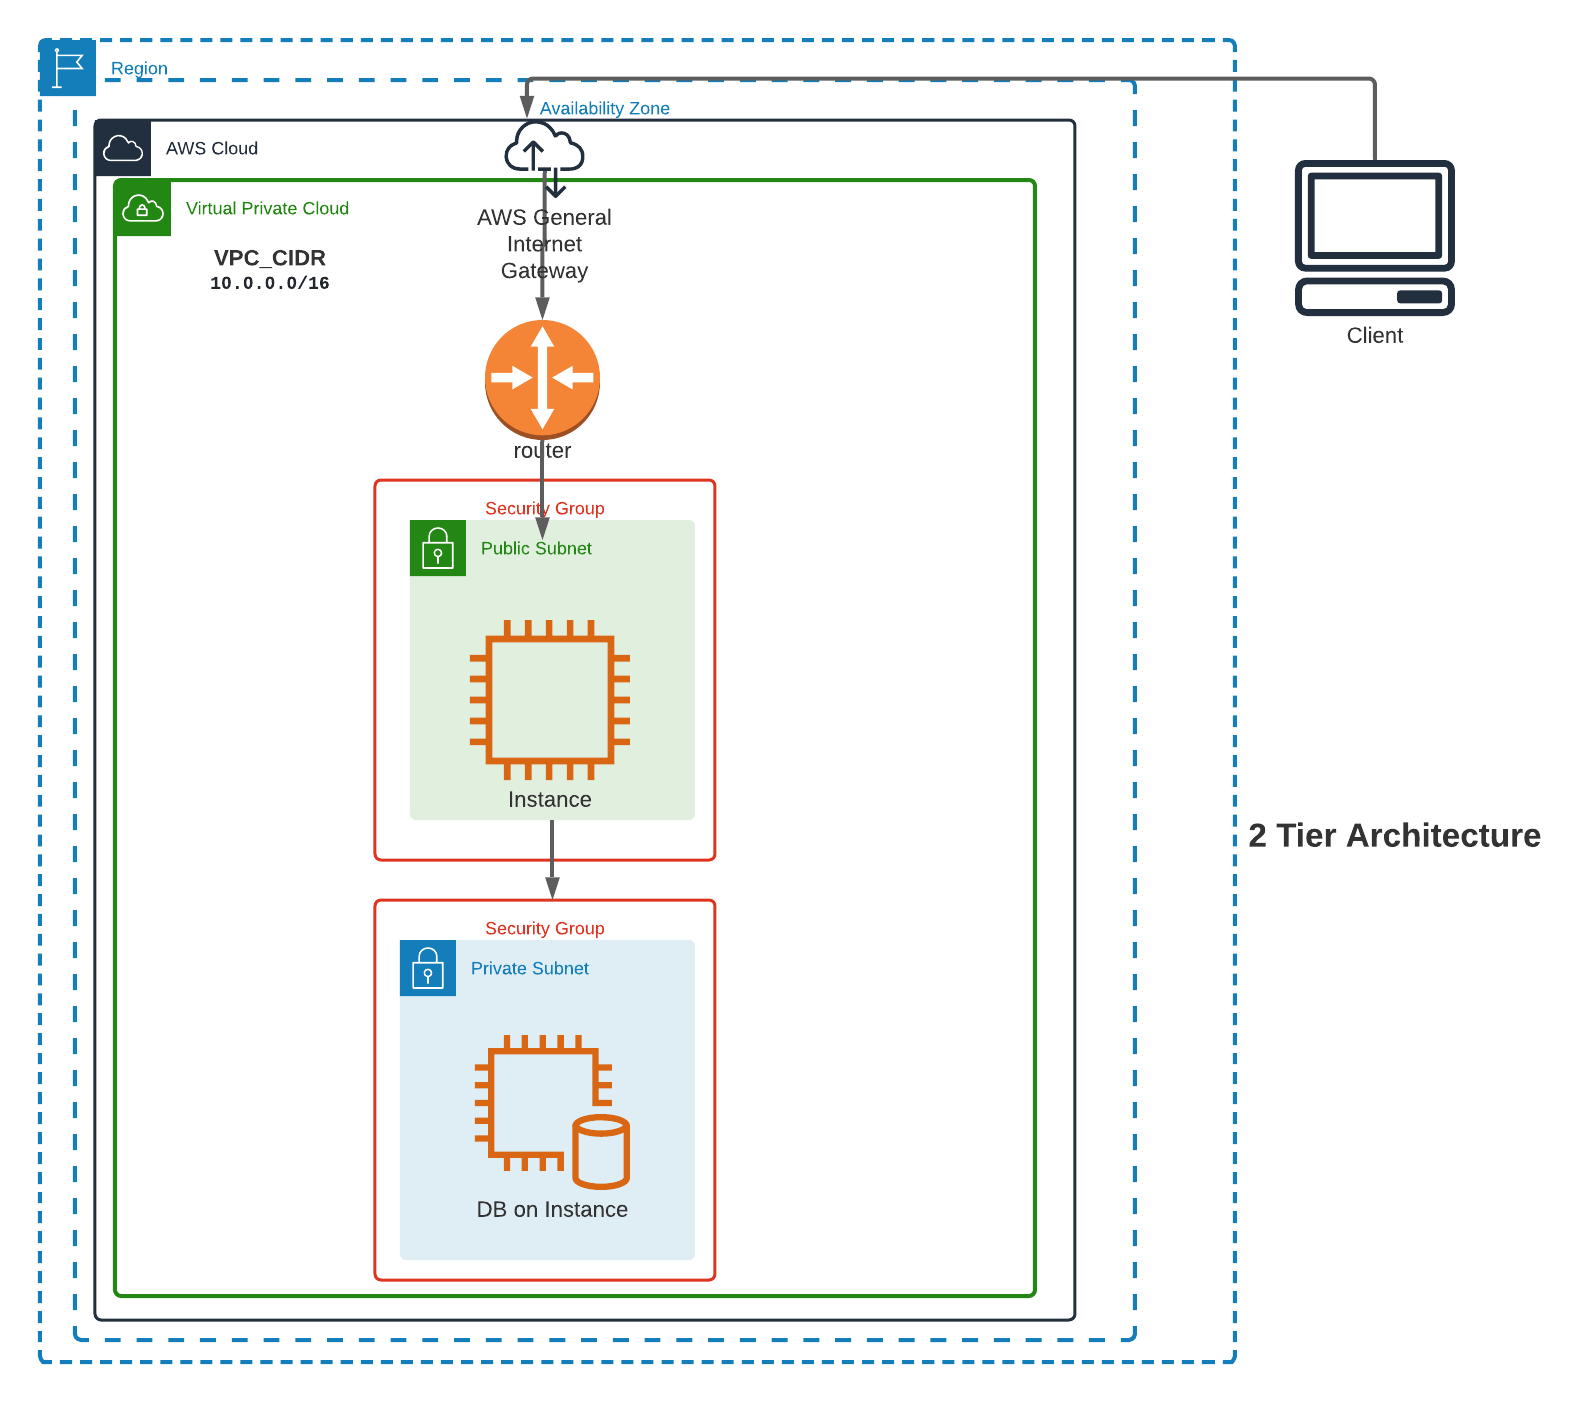 Region
Availability Zone
AWS Cloud
Virtual Private Cloud
AWS General
Internet
Gateway
VPC_CIDR
10.0.0.0/16
Client
router
Security Group
Public Subnet
Instance
2 Tier Architecture
Security Group
Private Subnet
DB on Instance